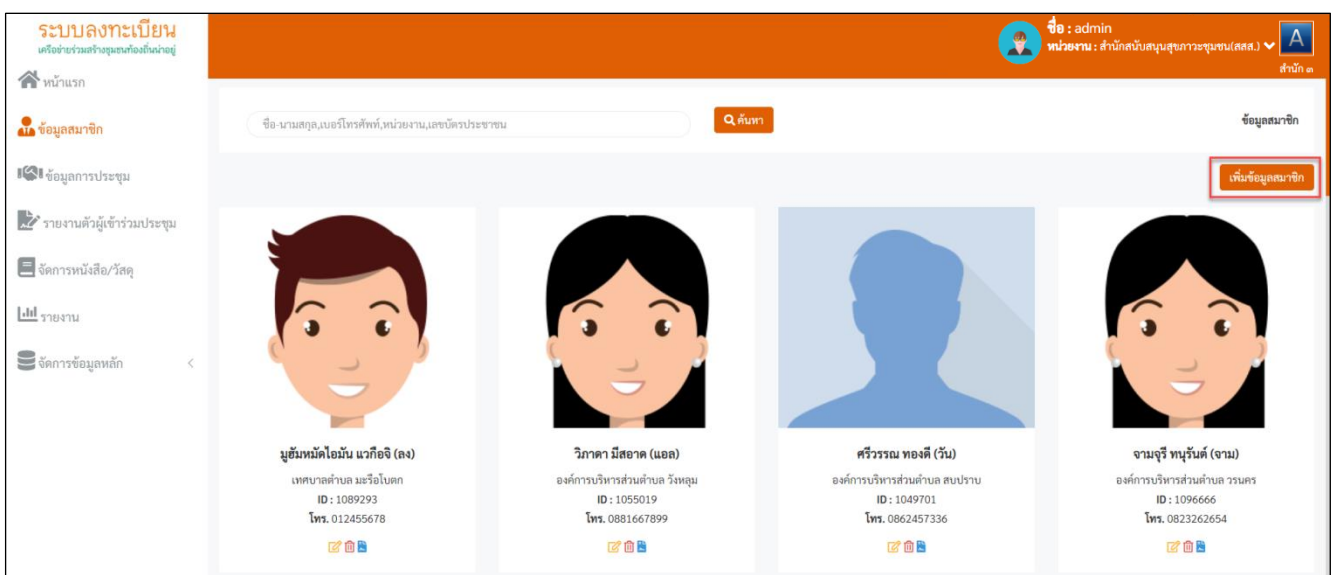 ระบบลงทะเบียน
เครือข่ายร่วมสร้างชุมชนท้องถิ่นน่าอยู่
ชื่อ : admin
หน่วยงาน : สำนักสนับสนุนสุขภาวะชุมชน(สสส.)
A
สำนัก ๓
หน้าแรก
ข้อมูลสมาชิก
ข้อมูลการประชุม
รายงานตัวผู้เข้าร่วมประชุม
จัดการหนังสือ/วัสดุ
รายงาน
จัดการข้อมูลหลัก
ชื่อ-นามสกุล,เบอร์โทรศัพท์,หน่วยงาน,เลขบัตรประชาชน
ค้นหา
ข้อมูลสมาชิก
เพิ่มข้อมูลสมาชิก
มูฮัมหมัดไอมัน แวกือจิ (ลง)
เทศบาลตำบล มะรือโบตก
ID : 1089293
โทร. 012455678
วิภาดา มีสอาด (แอล)
องค์การบริหารส่วนตำบล วังหลุม
ID : 1055019
โทร. 0881667899
ศรีวรรณ ทองดี (วัน)
องค์การบริหารส่วนตำบล สบปราบ
ID : 1049701
โทร. 0862457336
จามจุรี ทนุรันต์ (จาม)
องค์การบริหารส่วนตำบล วรนคร
ID : 1096666
โทร. 0823262654